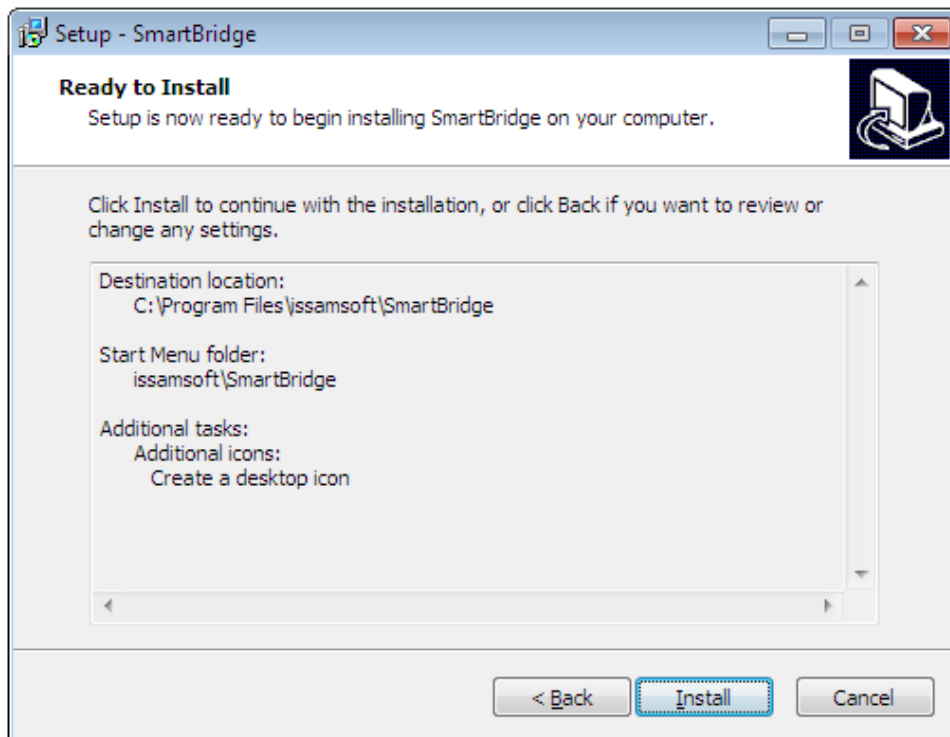 Setup - SmartBridge
Ready to Install
Setup is now ready to begin installing SmartBridge on your computer.
Click Install to continue with the installation, or click Back if you want to review or
change any settings.
Destination location:
C:\Program Files\issamsoft\SmartBridge
Start Menu folder:
issamsoft\SmartBridge
Additional tasks:
Additional icons:
Create a desktop icon
< Back
Install
Cancel